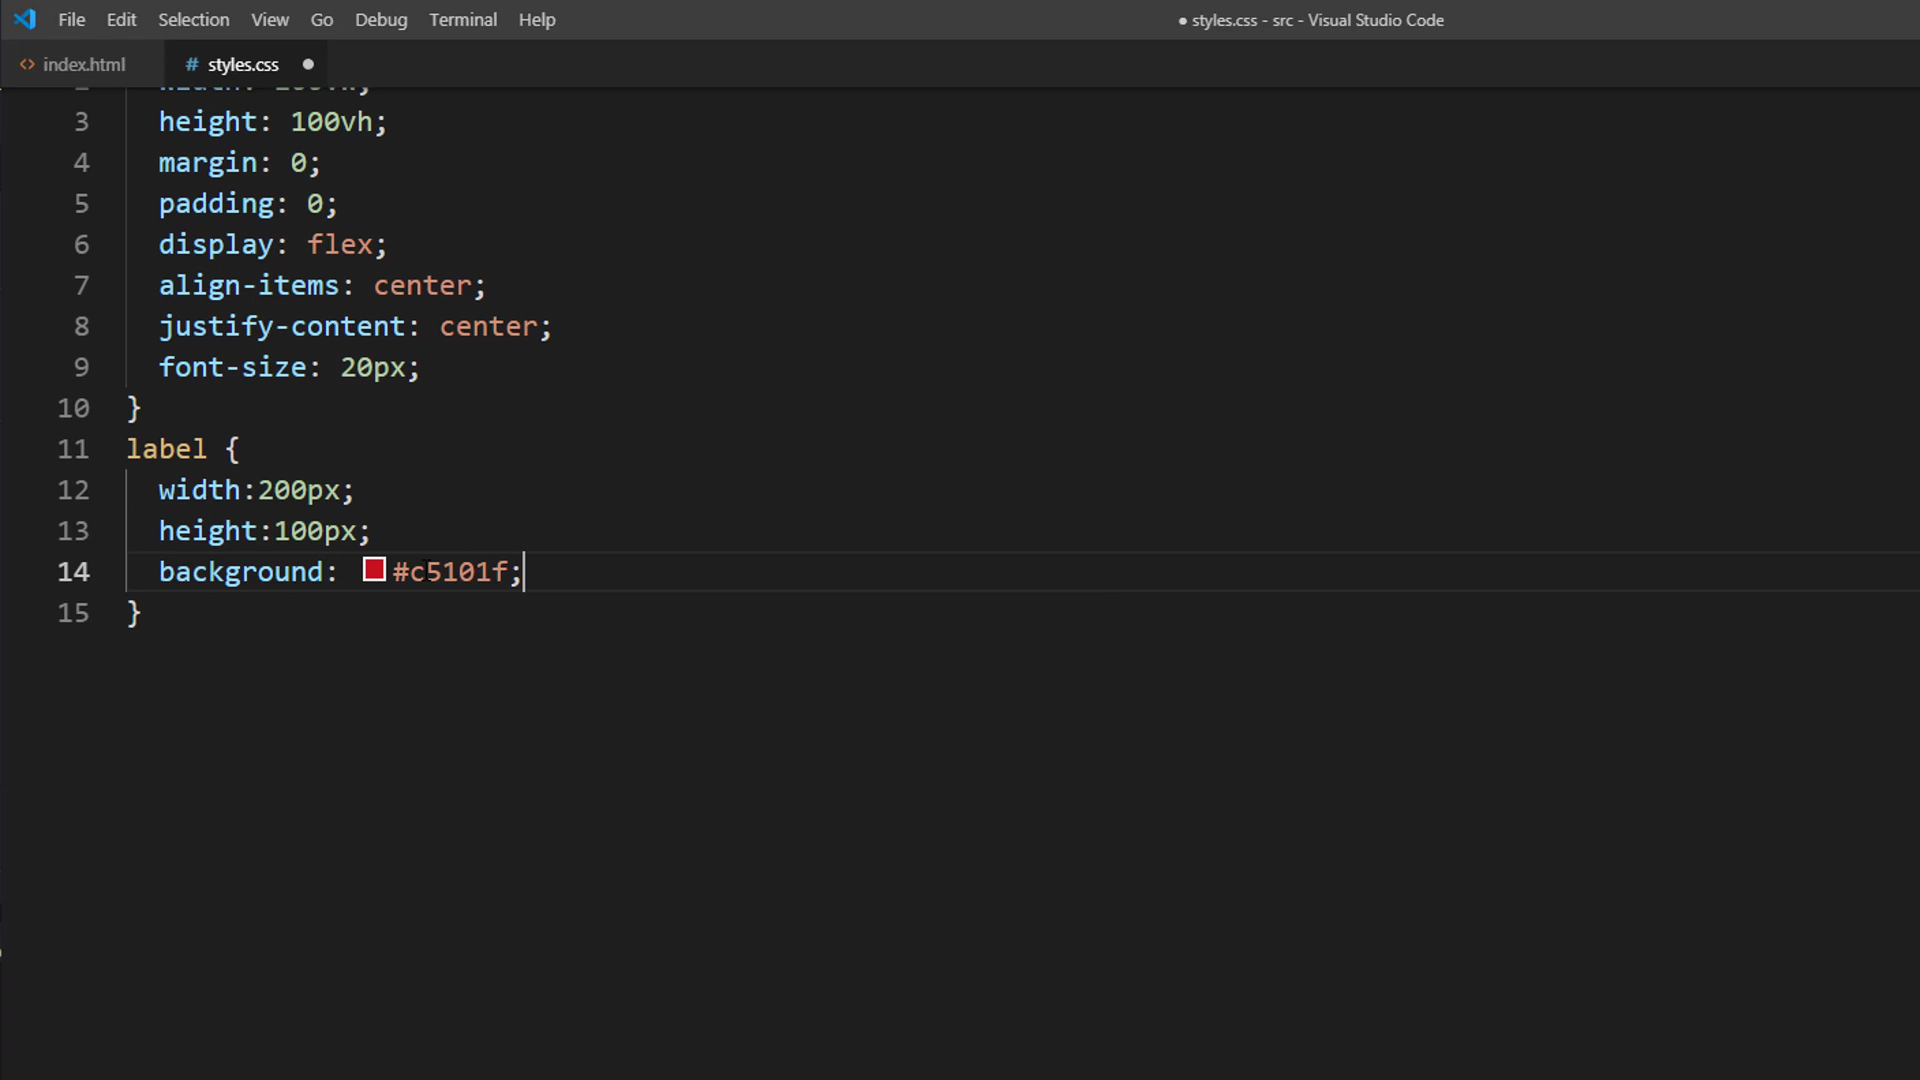 File Edit Selection View Go Debug Terminal Help
● styles.css - src - Visual Studio Code
<> index.html
# styles.css ●
3 height: 100vh;
4 margin: 0;
5 padding: 0;
6 display: flex;
7 align-items: center;
8 justify-content: center;
9 font-size: 20px;
10 }
11 label {
12 width:200px;
13 height:100px;
14 background: #c5101f;
15 }